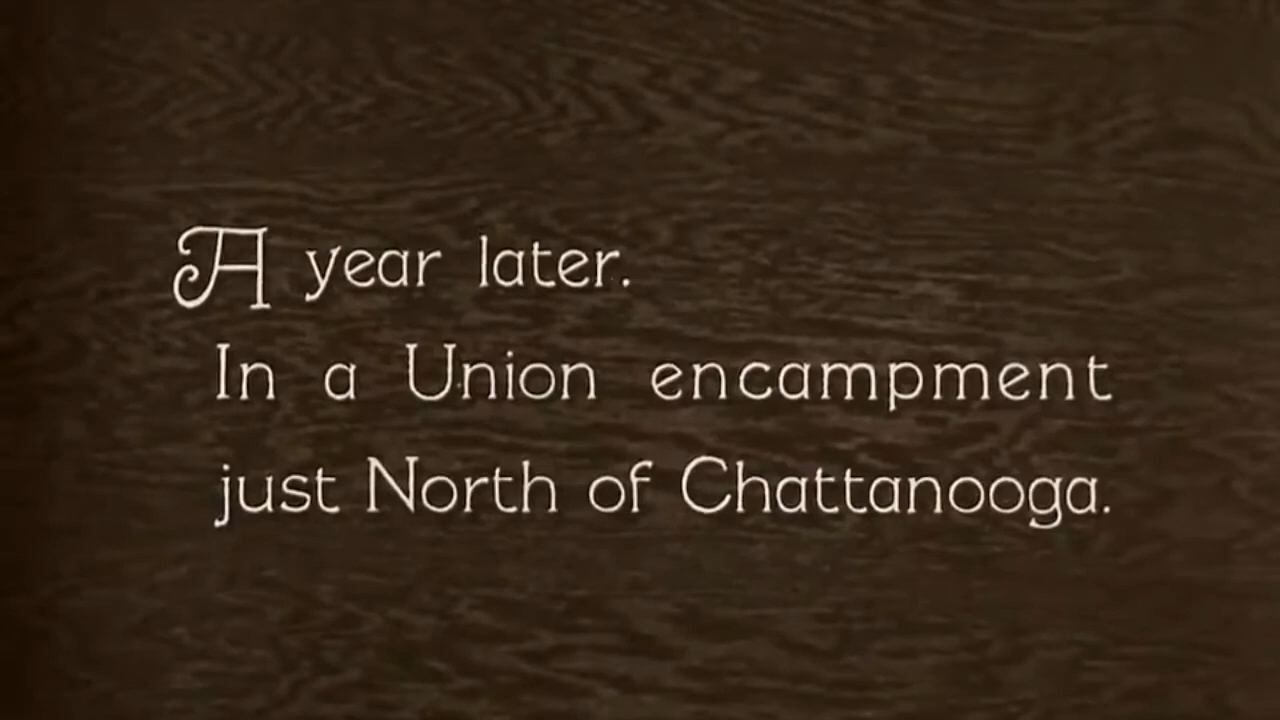 A year later.
In a Union encampment
just North of Chattanooga.